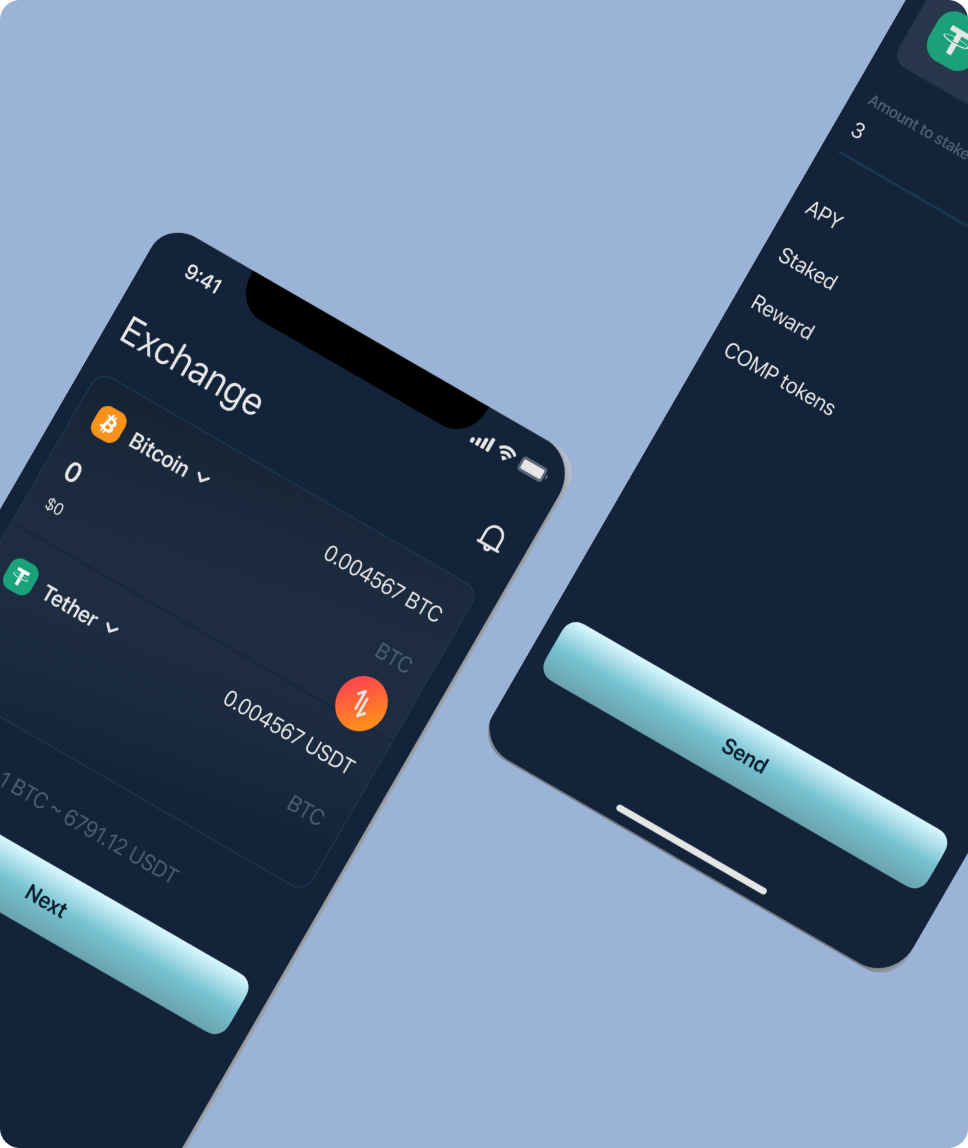 9:41
Exchange
Bitcoin
0
$0
0.004567 BTC
BTC
Tether
0.004567 USDT
BTC
1 BTC ~ 6791.12 USDT
Next
Amount to stake
3
APY
Staked
Reward
COMP tokens
Send